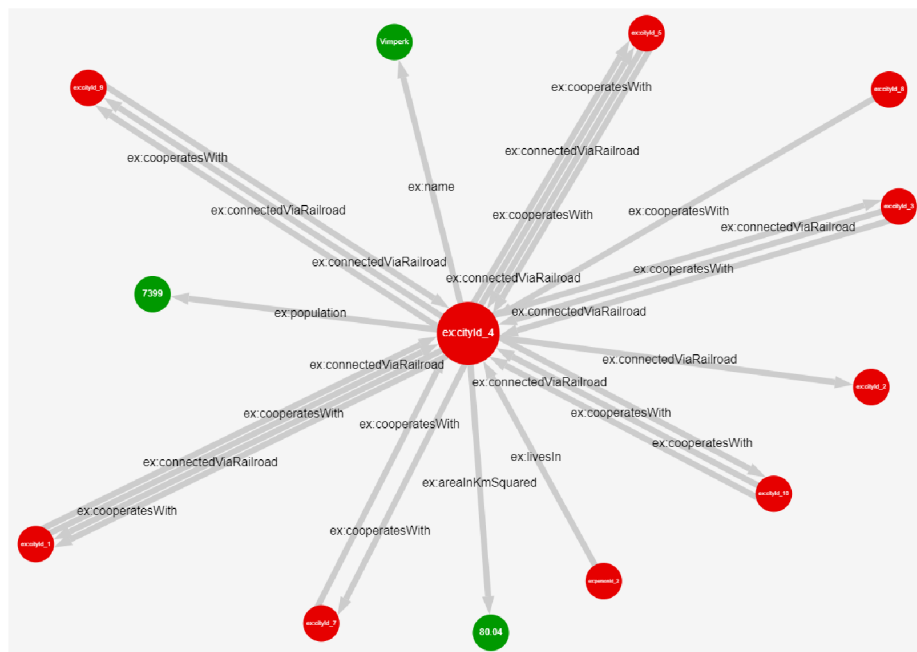 Vimperk
ex:cityId_5
ex:cityId_9
ex:cooperatesWith
ex:cityId_8
ex:connectedViaRailroad
ex:cooperatesWith
ex:name
ex:cityId_3
ex:connectedViaRailroad
ex:cooperatesWith
ex:cooperatesWith
ex:connectedViaRailroad
ex:connectedViaRailroad
ex:cooperatesWith
ex:connectedViaRailroad
7399
ex:population
ex:connectedViaRailroad
ex:cityId_4
ex:connectedViaRailroad
ex:connectedViaRailroad
ex:connectedViaRailroad
ex:cityId_2
ex:cooperatesWith
ex:cooperatesWith
ex:cooperatesWith
ex:cooperatesWith
ex:livesIn
ex:connectedViaRailroad
ex:areaInKmSquared
ex:cityId_10
ex:cooperatesWith
ex:cooperatesWith
ex:cityId_1
ex:cityId_7
80.04